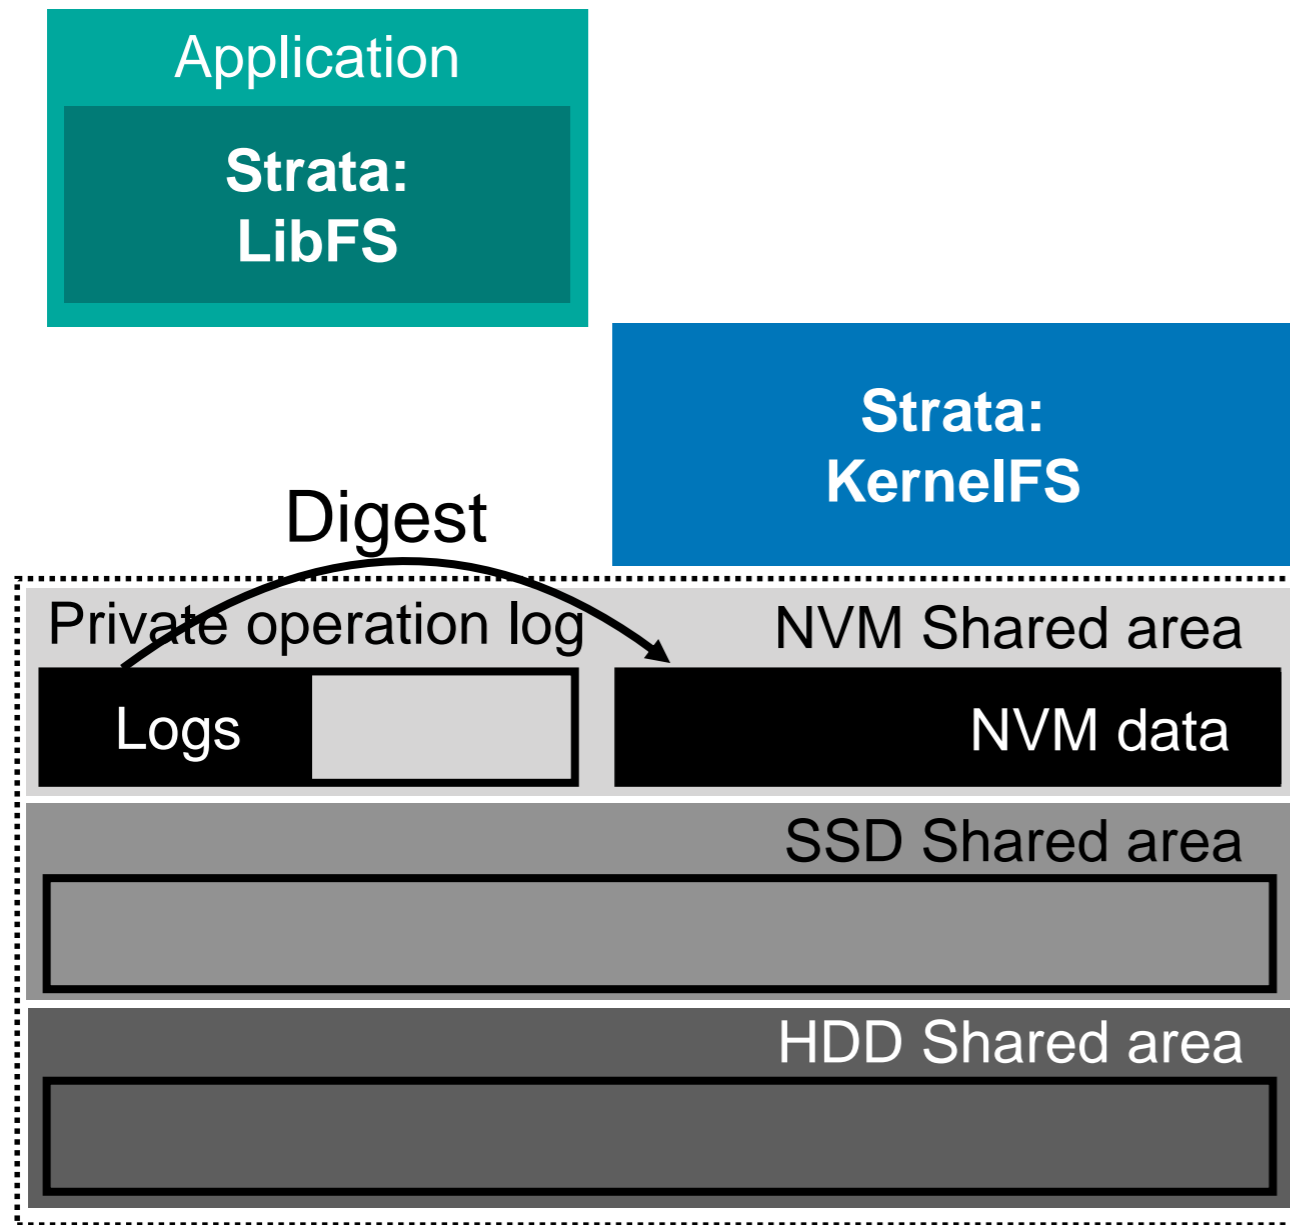 Application
Strata:
LibFS
Strata:
KernelFS
Digest
Private operation log
NVM Shared area
Logs
NVM data
SSD Shared area
HDD Shared area